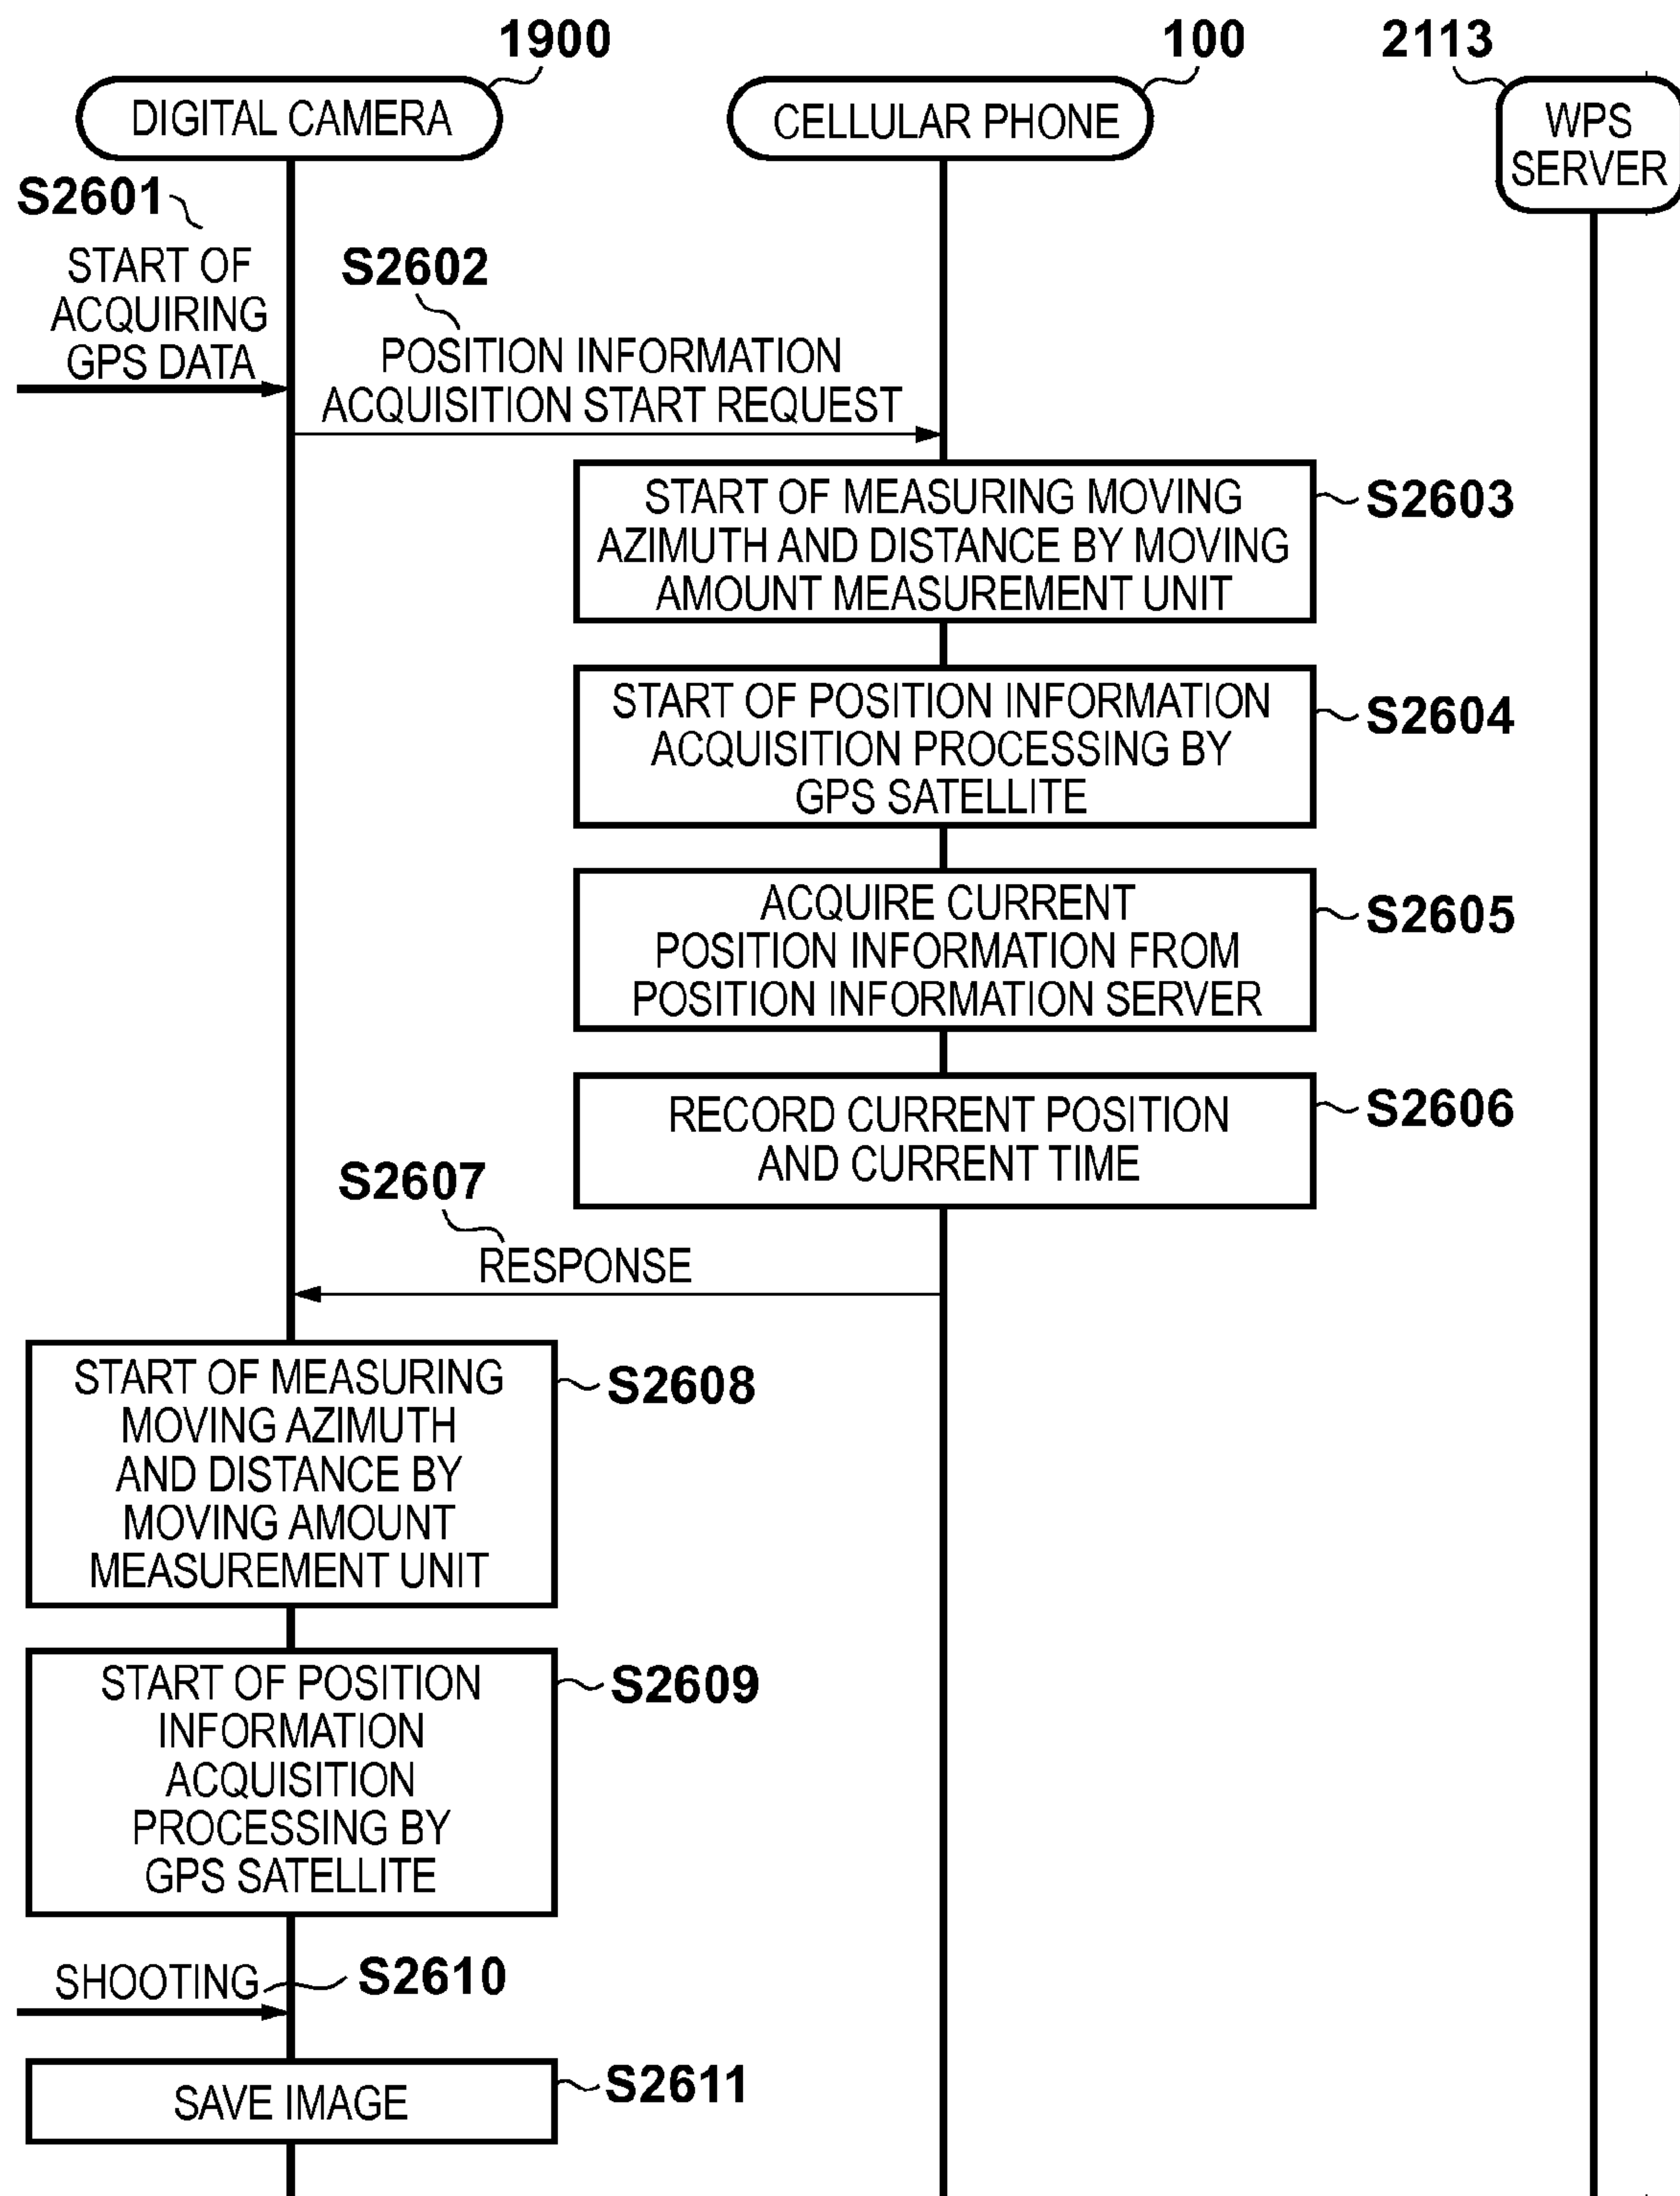 1900
100
2113
DIGITAL CAMERA
CELLULAR PHONE
WPS
SERVER
S2601
START OF
ACQUIRING
GPS DATA
S2602
POSITION INFORMATION
ACQUISITION START REQUEST
START OF MEASURING MOVING
AZIMUTH AND DISTANCE BY MOVING
AMOUNT MEASUREMENT UNIT
S2603
START OF POSITION INFORMATION
ACQUISITION PROCESSING BY
GPS SATELLITE
S2604
ACQUIRE CURRENT
POSITION INFORMATION FROM
POSITION INFORMATION SERVER
S2605
RECORD CURRENT POSITION
AND CURRENT TIME
S2606
S2607
RESPONSE
START OF MEASURING
MOVING AZIMUTH
AND DISTANCE BY
MOVING AMOUNT
MEASUREMENT UNIT
S2608
START OF POSITION
INFORMATION
ACQUISITION
PROCESSING BY
GPS SATELLITE
S2609
SHOOTING
S2610
SAVE IMAGE
S2611